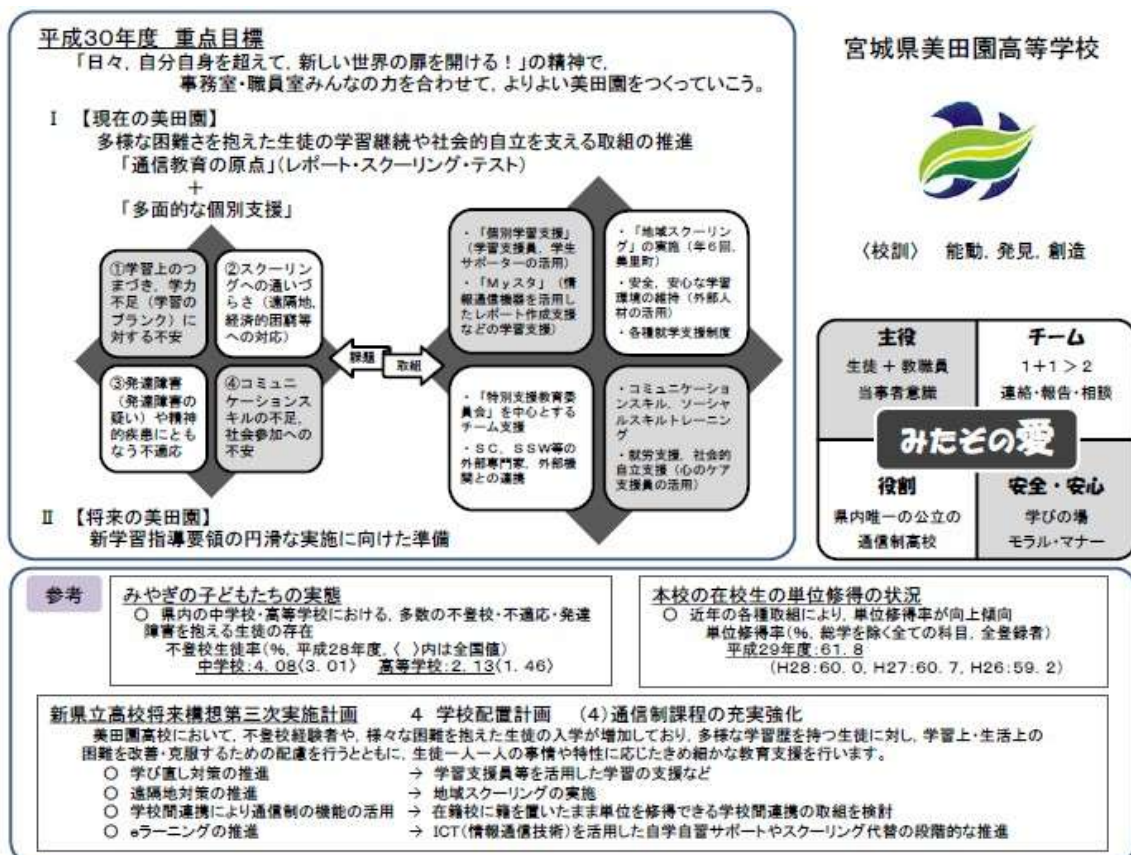 平成30年度 重点目標
「日々，自分自身を超えて，新しい世界の扉を開ける！」の精神で，
事務室・職員室みんなの力を合わせて，よりよい美田園をつくっていこう。
Ⅰ 【現在の美田園】
多様な困難さを抱えた生徒の学習継続や社会的自立を支える取組の推進
「通信教育の原点」（レポート・スクーリング・テスト）
＋
「多面的な個別支援」
①学習上のつ
まづき，学力
不足（学習の
ブランク）に
対する不安
②スクーリン
グへの通いづ
らさ（遠隔地，
経済的困窮等
への対応）
③発達障害
（発達障害の
疑い）や精神
的疾患にとも
なう不適応
④コミュニ
ケーションス
キルの不足，
社会参加への
不安
課題
取組
・「個別学習支援」
（学習支援員，学生
サポーターの活用）
・「Ｍｙスタ」（情
報通信機器を活用し
たレポート作成支援
などの学習支援）
・「地域スクーリン
グ」の実施（年６回，
美里町）
・安全，安心な学習
環境の維持（外部人
材の活用）
・各種就学支援制度
・「特別支援教育委
員会」を中心とする
チーム支援
・ＳＣ，ＳＳＷ等の
外部専門家，外部機
関との連携
・コミュニケーショ
ンスキル，ソーシャ
ルスキルトレーニン
グ
・就労支援，社会的
自立支援（心のケア
支援員の活用）
Ⅱ 【将来の美田園】
新学習指導要領の円滑な実施に向けた準備
宮城県美田園高等学校
〈校訓〉 能動，発見，創造
主役
生徒 ＋ 教職員
当事者意識
チーム
１＋１＞２
連絡・報告・相談
みたその愛
役割
県内唯一の公立の
通信制高校
安全・安心
学びの場
モラル・マナー
参考
みやぎの子どもたちの実態
○ 県内の中学校・高等学校における，多数の不登校・不適応・発達
障害を抱える生徒の存在
不登校生徒率（％，平成28年度，〈 〉内は全国値）
中学校：４．０８〈３．０１〉 高等学校：２．１３〈１．４６〉
本校の在校生の単位修得の状況
○ 近年の各種取組により，単位修得率が向上傾向
単位修得率（％，総学を除く全ての科目，全登録者）
平成29年度：６１．８
（Ｈ２８：６０．０，Ｈ２７：６０．７，Ｈ２６：５９．２）
新県立高校将来構想第三次実施計画 ４ 学校配置計画 （４）通信制課程の充実強化
美田園高校において，不登校経験者や，様々な困難を抱えた生徒の入学が増加しており，多様な学習歴を持つ生徒に対し，学習上・生活上の
困難を改善・克服するための配慮を行うとともに，生徒一人一人の事情や特性に応じたきめ細かな教育支援を行います。
○ 学び直し対策の推進 → 学習支援員等を活用した学習の支援など
○ 遠隔地対策の推進 → 地域スクーリングの実施
○ 学校間連携により通信制の機能の活用 → 在籍校に籍を置いたまま単位を修得できる学校間連携の取組を検討
○ eラーニングの推進 → ICT（情報通信技術）を活用した自学自習サポートやスクーリング代替の段階的な推進